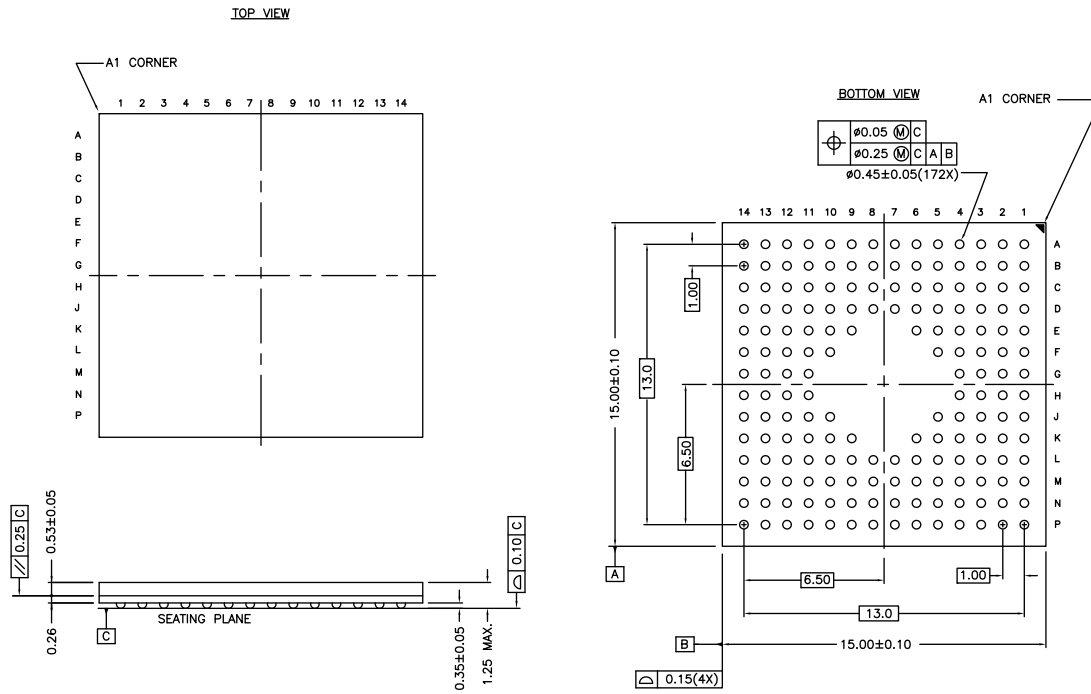 TOP VIEW
A1 CORNER
1 2 3 4 5 6 7 8 9 10 11 12 13 14
A
B
C
D
E
F
G
H
J
K
L
M
N
P
0.25 C
0.53±0.05
0.26
C
SEATING PLANE
0.35±0.05
1.25 MAX.
0.10 C
BOTTOM VIEW
A1 CORNER
ø0.05 Ⓜ C
ø0.25 Ⓜ C A B
ø0.45±0.05(172X)
14 13 12 11 10 9 8 7 6 5 4 3 2 1
A
B
C
D
E
F
G
H
J
K
L
M
N
P
1.00
15.00±0.10
13.0
6.50
A
6.50
1.00
13.0
B
15.00±0.10
0.15(4X)